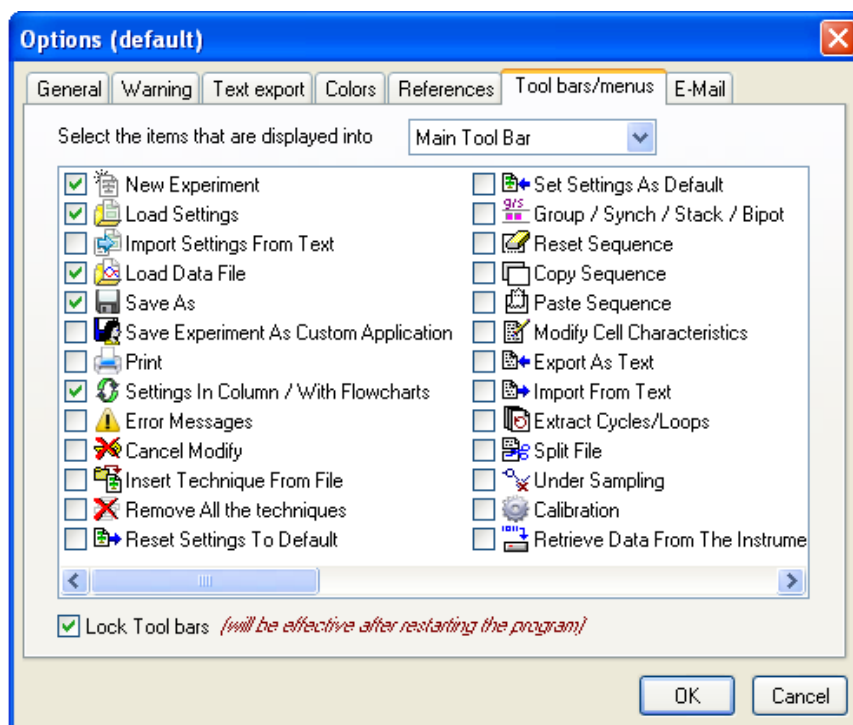 Options (default)
General Warning Text export Colors References Tool bars/menus E-Mail
Select the items that are displayed into Main Tool Bar
New Experiment
Load Settings
Import Settings From Text
Load Data File
Save As
Save Experiment As Custom Application
Print
Settings In Column / With Flowcharts
Error Messages
Cancel Modify
Insert Technique From File
Remove All the techniques
Reset Settings To Default
Set Settings As Default
g/s
Group / Synch / Stack / Bipot
Reset Sequence
Copy Sequence
Paste Sequence
Modify Cell Characteristics
Export As Text
Import From Text
Extract Cycles/Loops
Split File
Under Sampling
Calibration
Retrieve Data From The Instrume
Lock Tool bars (will be effective after restarting the program)
OK Cancel